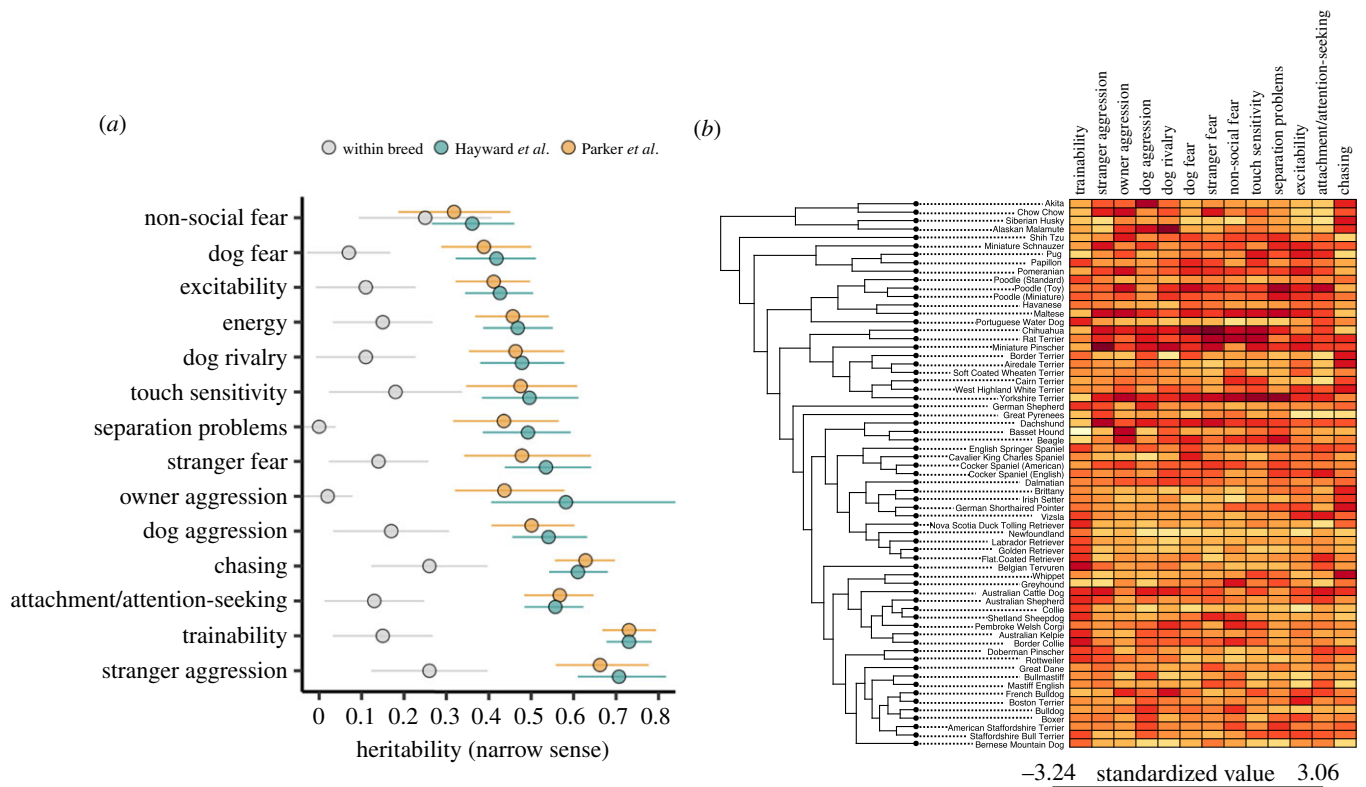 (a)
within breed Hayward et al. Parker et al.
non-social fear
dog fear
excitability
energy
dog rivalry
touch sensitivity
separation problems
stranger fear
owner aggression
dog aggression
chasing
attachment/attention-seeking
trainability
stranger aggression
0 0.1 0.2 0.3 0.4 0.5 0.6 0.7 0.8
heritability (narrow sense)
(b)
trainability
stranger aggression
owner aggression
dog aggression
dog rivalry
dog fear
stranger fear
non-social fear
touch sensitivity
separation problems
excitability
attachment/attention-seeking
chasing
Akita
Chow Chow
Siberian Husky
Alaskan Malamute
Shih Tzu
Miniature Schnauzer
Pug
Papillon
Pomeranian
Poodle (Standard)
Poodle (Toy)
Poodle (Miniature)
Havanese
Maltese
Portuguese Water Dog
Chihuahua
Rat Terrier
Miniature Pinscher
Border Terrier
Airedale Terrier
Soft Coated Wheaten Terrier
Cairn Terrier
West Highland White Terrier
Yorkshire Terrier
German Shepherd
Great Pyrenees
Dachshund
Basset Hound
Beagle
English Springer Spaniel
Cavalier King Charles Spaniel
Cocker Spaniel (American)
Cocker Spaniel (English)
Dalmatian
Brittany
Irish Setter
German Shorthaired Pointer
Vizsla
Nova Scotia Duck Tolling Retriever
Newfoundland
Labrador Retriever
Golden Retriever
Flat.Coated Retriever
Belgian Tervuren
Whippet
Greyhound
Australian Cattle Dog
Australian Shepherd
Collie
Shetland Sheepdog
Pembroke Welsh Corgi
Australian Kelpie
Border Collie
Doberman Pinscher
Rottweiler
Great Dane
Bullmastiff
Mastiff English
French Bulldog
Boston Terrier
Bulldog
Boxer
American Staffordshire Terrier
Staffordshire Bull Terrier
Bernese Mountain Dog
−3.24 standardized value 3.06